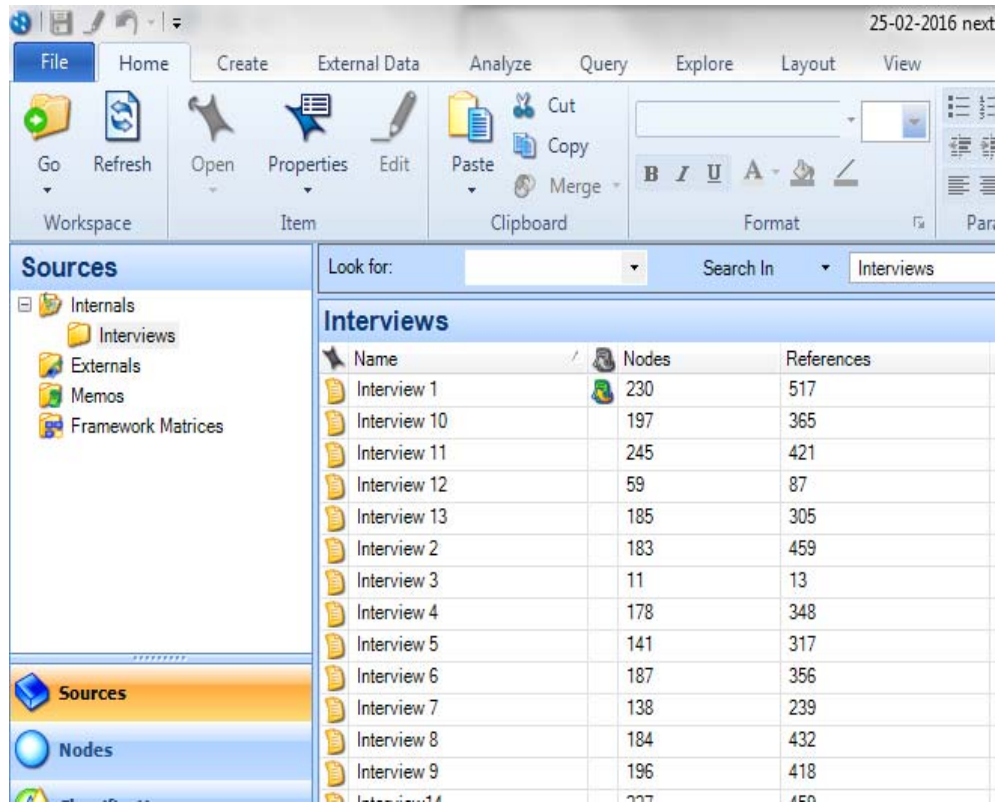 25-02-2016 next
File Home Create External Data Analyze Query Explore Layout View
Go Refresh Open Properties Edit Paste Cut
Copy
Merge
B I U A
Workspace Item Clipboard Format
Sources
Internals
Interviews
Externals
Memos
Framework Matrices
Sources
Nodes
Look for: Search In Interviews
Interviews
Name Nodes References
Interview 1 230 517
Interview 10 197 365
Interview 11 245 421
Interview 12 59 87
Interview 13 185 305
Interview 2 183 459
Interview 3 11 13
Interview 4 178 348
Interview 5 141 317
Interview 6 187 356
Interview 7 138 239
Interview 8 184 432
Interview 9 196 418